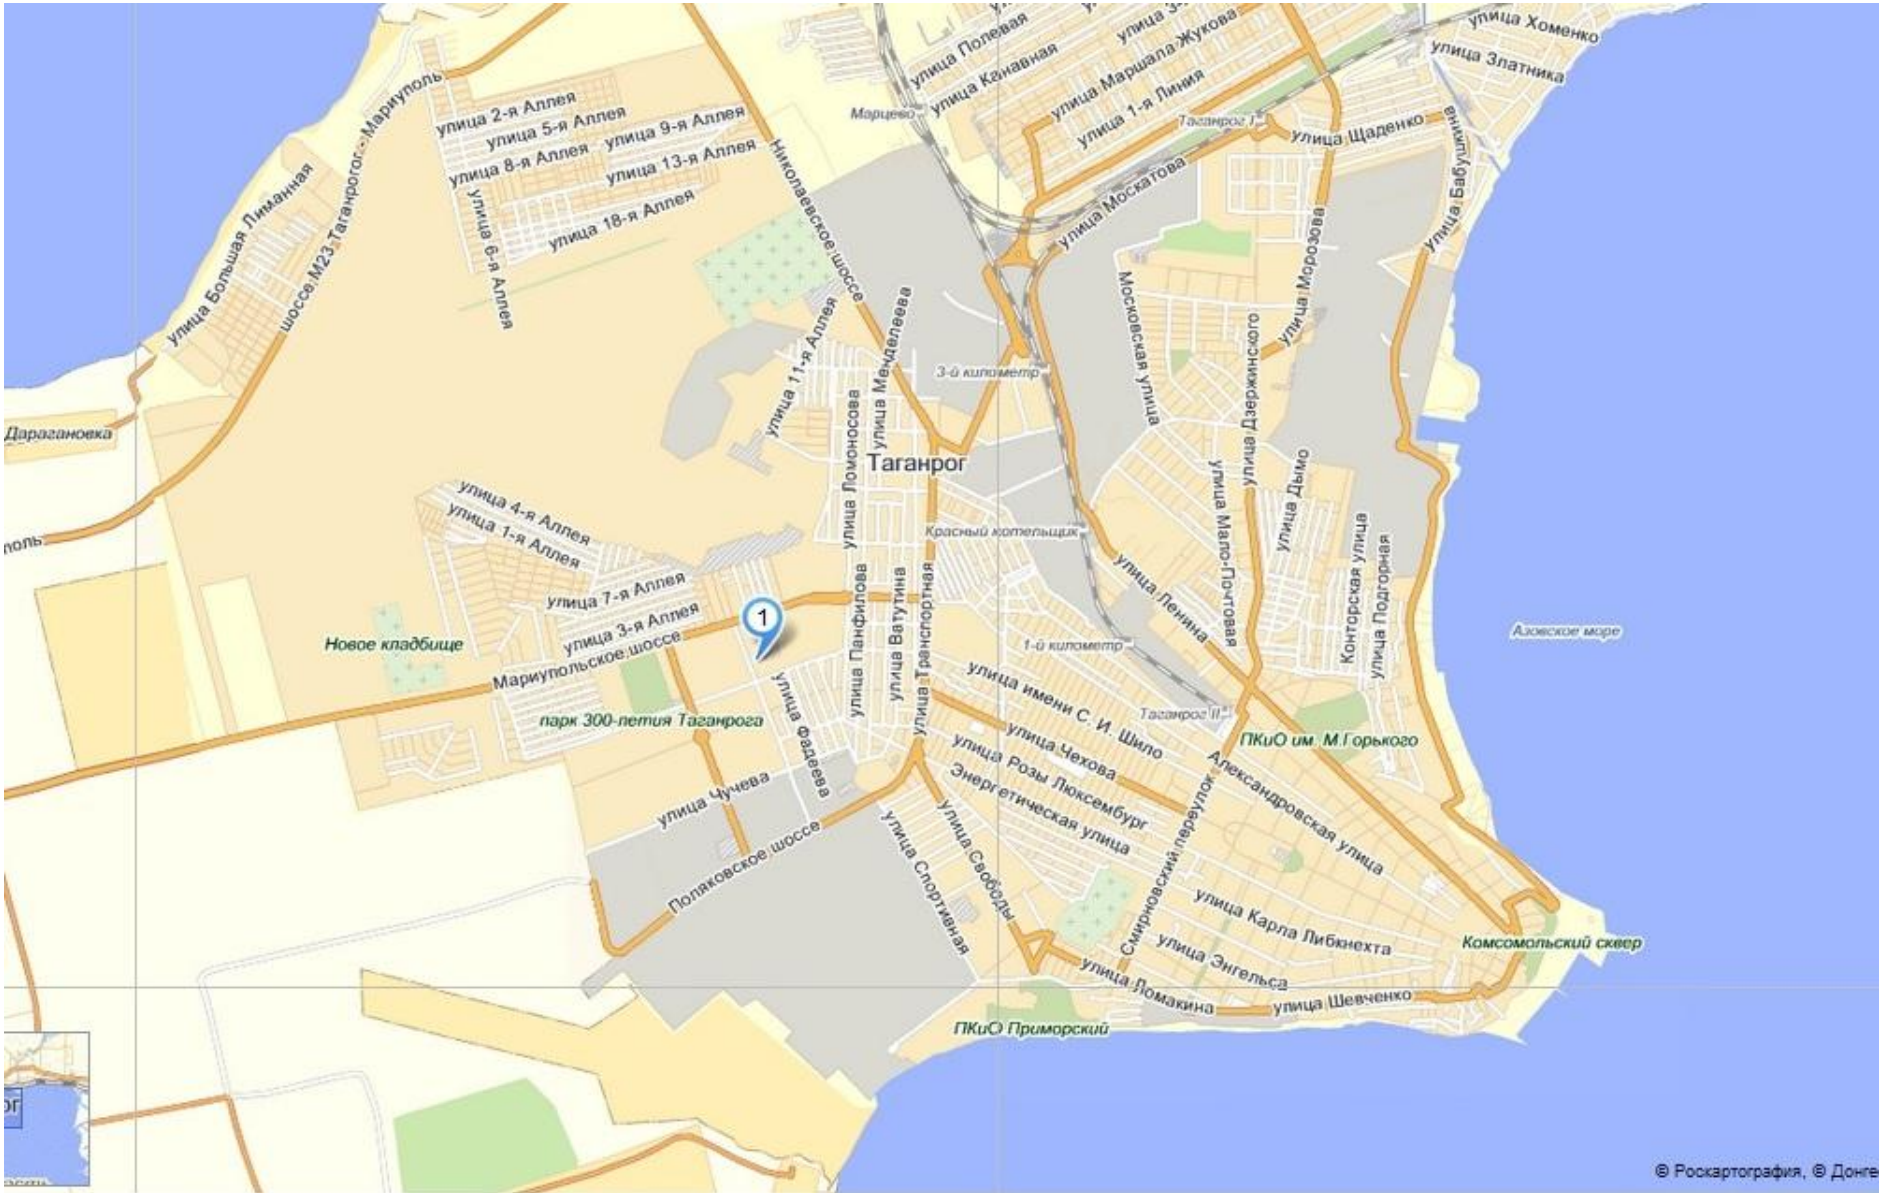 улица Хоменко
улица Полевая
улица Златника
улица Канавная
улица Маршала Жукова
улица 3-
шоссе М23 Таганрог - Мариуполь
улица 2-я Аллея
улица 5-я Аллея
улица 9-я Аллея
улица 8-я Аллея
улица 13-я Аллея
улица 18-я Аллея
улица 6-я Аллея
улица Большая Лиманная
Николаевское шоссе
Марцево
улица 1-я Линия
Таганрог I
улица Щаденко
улица Бабушкина
улица Москатова
улица Морозова
Московская улица
улица 11-я Аллея
улица Менделеева
улица Ломоносова
3-й километр
улица Дзержинского
Дарагановка
Таганрог
улица Дымо
улица Мало-Почтовая
улица 4-я Аллея
улица 1-я Аллея
Красный котельщик
Конторская улица
улица Подгорная
поль
улица Ленина
улица 7-я Аллея
улица 3-я Аллея
улица Панфилова
улица Ватутина
улица Транспортная
1
Новое кладбище
Мариупольское шоссе
1-й километр
Азовское море
улица имени С. И. Шило
парк 300-летия Таганрога
улица Фадеева
Таганрог II
ПКиО им. М.Горького
улица Чехова
улица Розы Люксембург
Энергетическая улица
Александровская улица
улица Чучева
Поляковское шоссе
улица Спортивная
улица Свободы
Смирновский переулок
улица Карла Либкнехта
улица Энгельса
Комсомольский сквер
улица Ломакина
улица Шевченко
ПКиО Приморский
ог
© Роскартография, © Донге